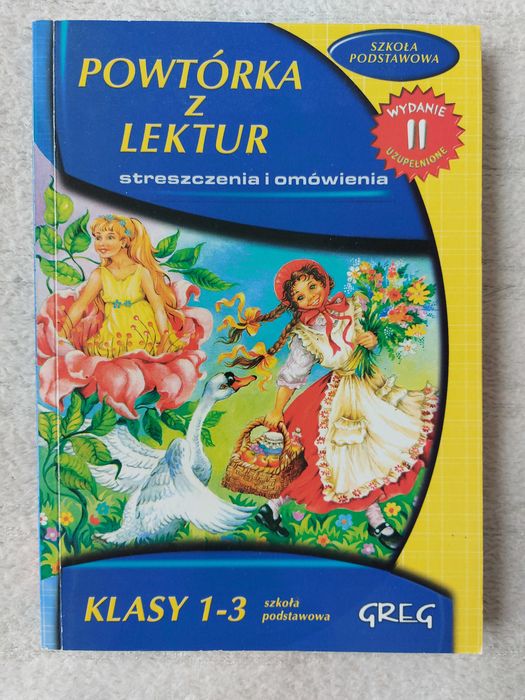 SZKOŁA
PODSTAWOWA
POWTÓRKA
Z
LEKTUR
WYDANIE
II
UZUPEŁNIONE
streszczenia i omówienia
KLASY 1-3
szkoła
podstawowa
GREG